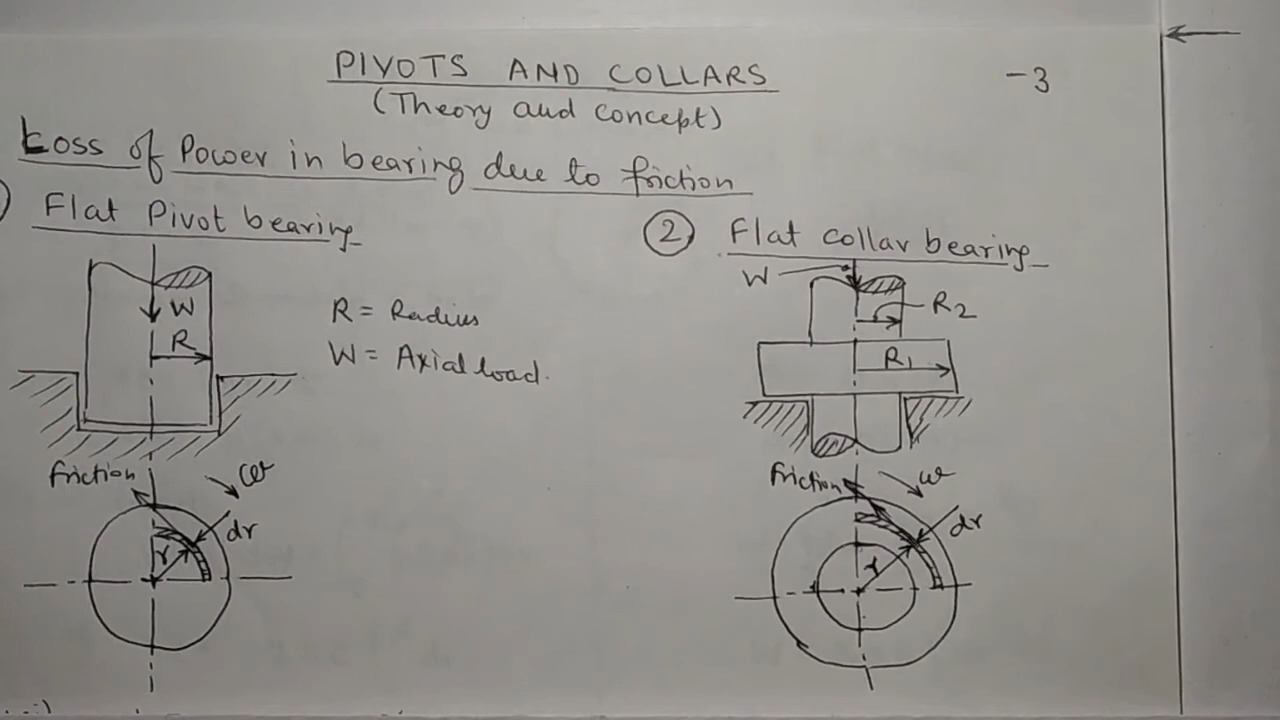 PIVOTS AND COLLARS
-3
(Theory and concept)
Loss of Power in bearing due to friction
Flat Pivot bearing
W
R
R = Radius
W = Axial load.
friction
ω
dr
r
② Flat collar bearing
W
R2
R1
friction
ω
dr
r